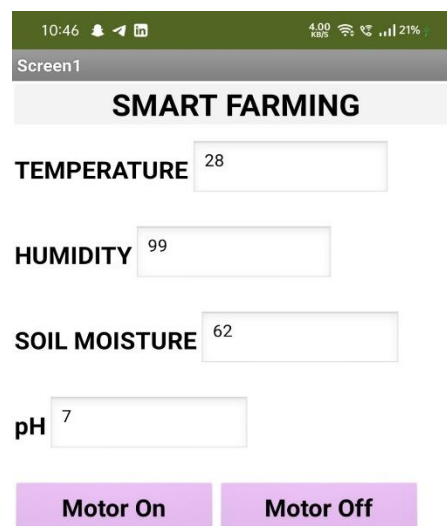 10:46 4.00 KB/S 21%
Screen1
SMART FARMING
TEMPERATURE 28
HUMIDITY 99
SOIL MOISTURE 62
pH 7
Motor On Motor Off